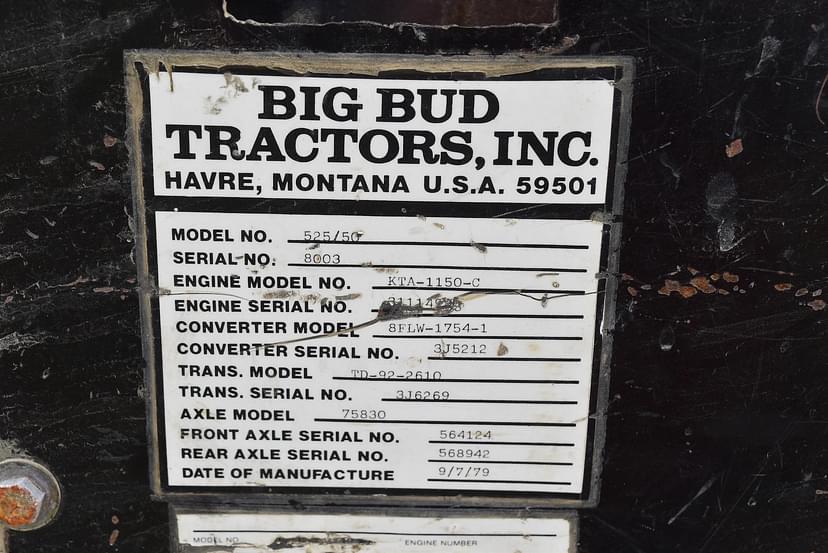 BIG BUD
TRACTORS, INC.
HAVRE, MONTANA U.S.A. 59501
MODEL NO. 525/50
SERIAL NO. 8003
ENGINE MODEL NO. KTA-1150-C
ENGINE SERIAL NO.
CONVERTER MODEL 8FLW-1754-1
CONVERTER SERIAL NO. 3J5212
TRANS. MODEL TD-92-2610
TRANS. SERIAL NO. 3J6269
AXLE MODEL 75830
FRONT AXLE SERIAL NO. 564124
REAR AXLE SERIAL NO. 568942
DATE OF MANUFACTURE 9/7/79
MODEL NO. ENGINE NUMBER